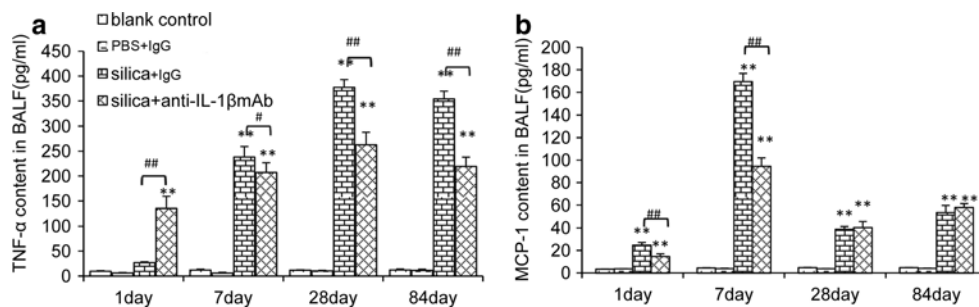 a
TNF-α content in BALF(pg/ml)
450
400
350
300
250
200
150
100
50
0
blank control
PBS+IgG
silica+IgG
silica+anti-IL-1βmAb
##
**
**
#
**
**
##
**
**
##
**
1day
7day
28day
84day
b
MCP-1 content in BALF(pg/ml)
200
180
160
140
120
100
80
60
40
20
0
**
##
**
**
##
**
**
**
**
**
1day
7day
28day
84day